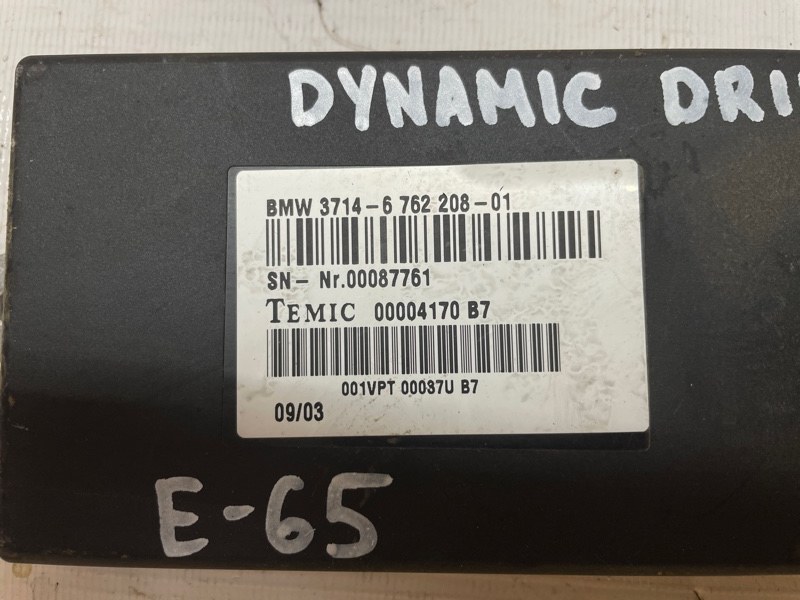 DYNAMIC DRI
BMW 3714-6 762 208-01
SN- Nr.00087761
TEMIC 00004170 B7
001VPT 00037U B7
09/03
E-65